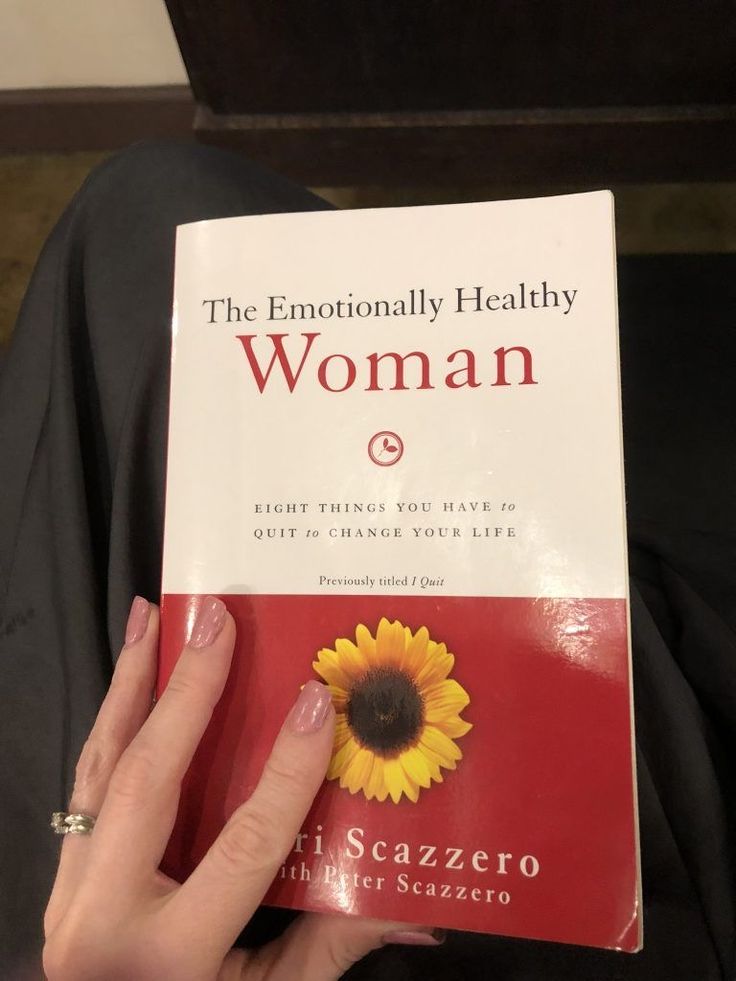 The Emotionally Healthy
Woman
EIGHT THINGS YOU HAVE to
QUIT to CHANGE YOUR LIFE
Previously titled I Quit
Scazzero
Peter Scazzero